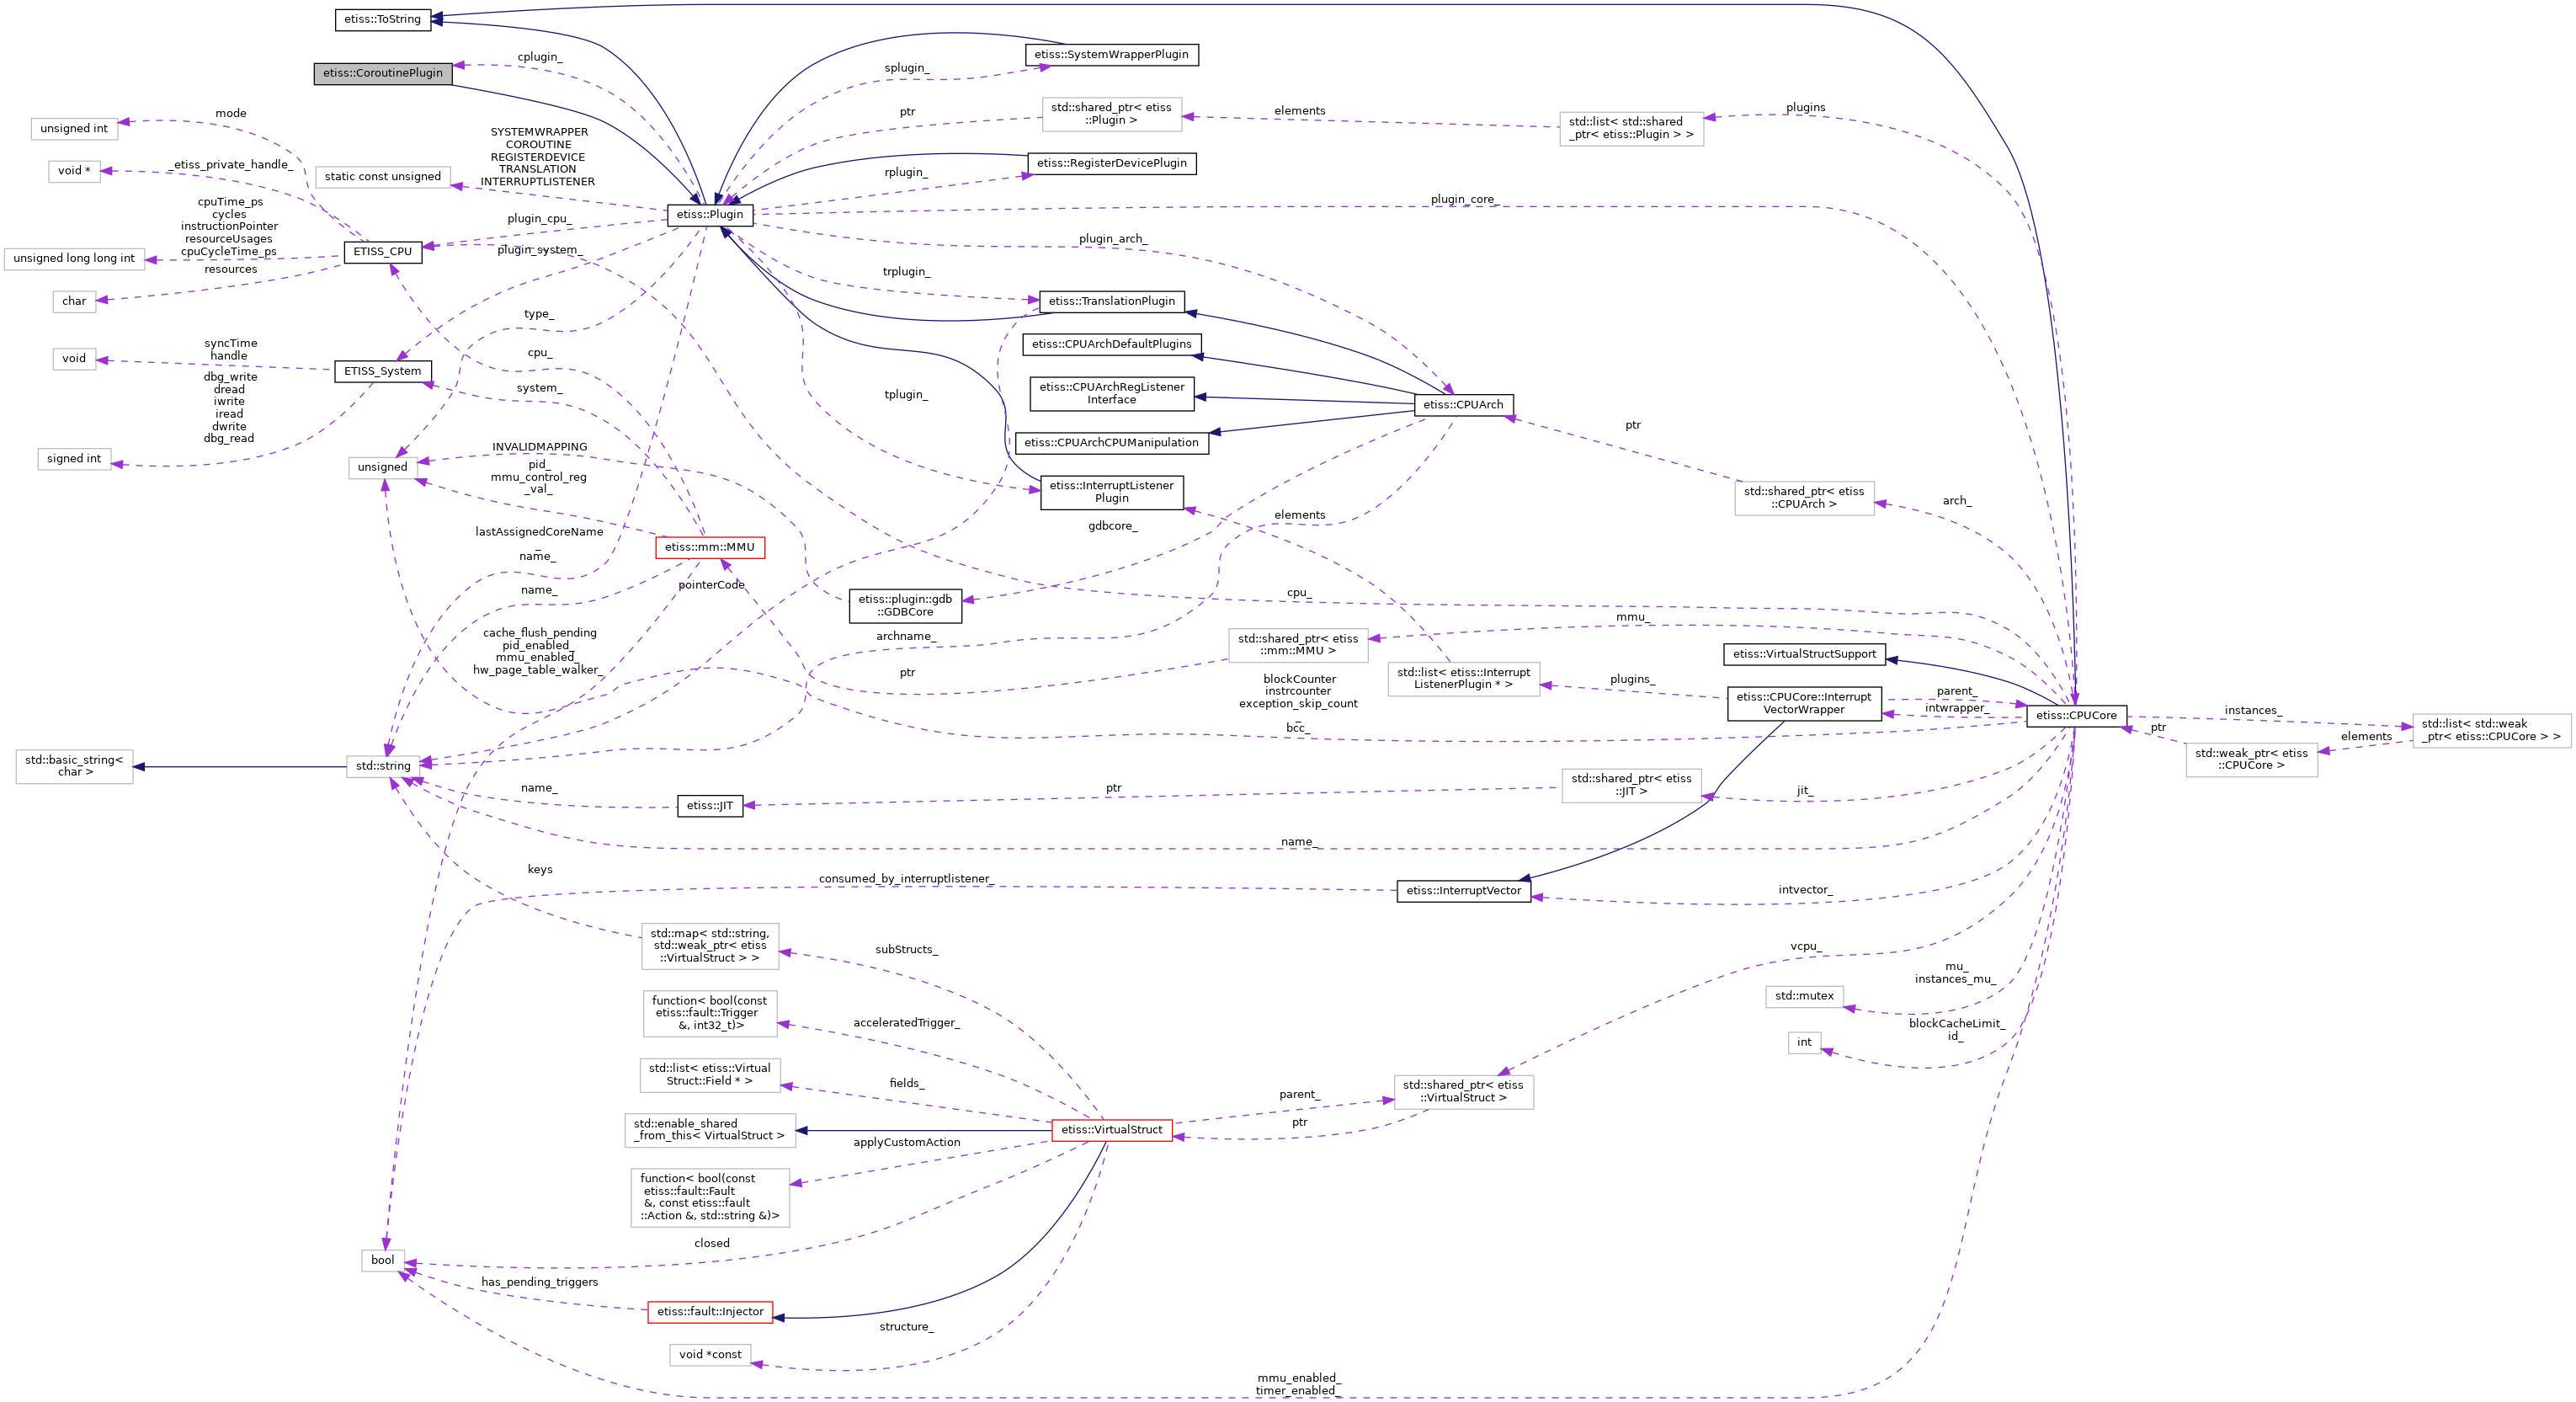 etiss::ToString
etiss::CoroutinePlugin
cplugin_
etiss::SystemWrapperPlugin
splugin_
std::shared_ptr< etiss
::Plugin >
ptr
elements
std::list< std::shared
_ptr< etiss::Plugin > >
plugins
unsigned int
mode
void *
_etiss_private_handle_
static const unsigned
SYSTEMWRAPPER
COROUTINE
REGISTERDEVICE
TRANSLATION
INTERRUPTLISTENER
etiss::RegisterDevicePlugin
rplugin_
etiss::Plugin
plugin_core_
plugin_cpu_
plugin_arch_
cpuTime_ps
cycles
instructionPointer
resourceUsages
cpuCycleTime_ps
unsigned long long int
resources
ETISS_CPU
plugin_system_
char
trplugin_
etiss::TranslationPlugin
type_
etiss::CPUArchDefaultPlugins
void
syncTime
handle
ETISS_System
cpu_
system_
dbg_write
dread
iwrite
iread
dwrite
dbg_read
signed int
etiss::CPUArchRegListener
Interface
tplugin_
etiss::CPUArch
ptr
etiss::CPUArchCPUManipulation
unsigned
INVALIDMAPPING
pid_
mmu_control_reg
_val_
etiss::InterruptListener
Plugin
std::shared_ptr< etiss
::CPUArch >
arch_
elements
gdbcore_
lastAssignedCoreName
_
name_
etiss::mm::MMU
pointerCode
name_
etiss::plugin::gdb
::GDBCore
cpu_
mmu_
archname_
std::shared_ptr< etiss
::mm::MMU >
cache_flush_pending
pid_enabled_
mmu_enabled_
hw_page_table_walker_
ptr
std::list< etiss::Interrupt
ListenerPlugin * >
plugins_
etiss::VirtualStructSupport
blockCounter
instrcounter
exception_skip_count
_
bcc_
etiss::CPUCore::Interrupt
VectorWrapper
parent_
intwrapper_
etiss::CPUCore
instances_
std::list< std::weak
_ptr< etiss::CPUCore > >
elements
ptr
std::weak_ptr< etiss
::CPUCore >
std::basic_string<
char >
std::string
name_
etiss::JIT
ptr
std::shared_ptr< etiss
::JIT >
jit_
name_
keys
consumed_by_interruptlistener_
etiss::InterruptVector
intvector_
std::map< std::string,
std::weak_ptr< etiss
::VirtualStruct > >
subStructs_
vcpu_
mu_
instances_mu_
std::mutex
function< bool(const
etiss::fault::Trigger
&, int32_t)>
acceleratedTrigger_
blockCacheLimit_
id_
int
std::list< etiss::Virtual
Struct::Field * >
fields_
std::shared_ptr< etiss
::VirtualStruct >
parent_
ptr
etiss::VirtualStruct
std::enable_shared
_from_this< VirtualStruct >
applyCustomAction
function< bool(const
etiss::fault::Fault
&, const etiss::fault
::Action &, std::string &)>
closed
bool
has_pending_triggers
etiss::fault::Injector
structure_
void *const
mmu_enabled_
timer_enabled_